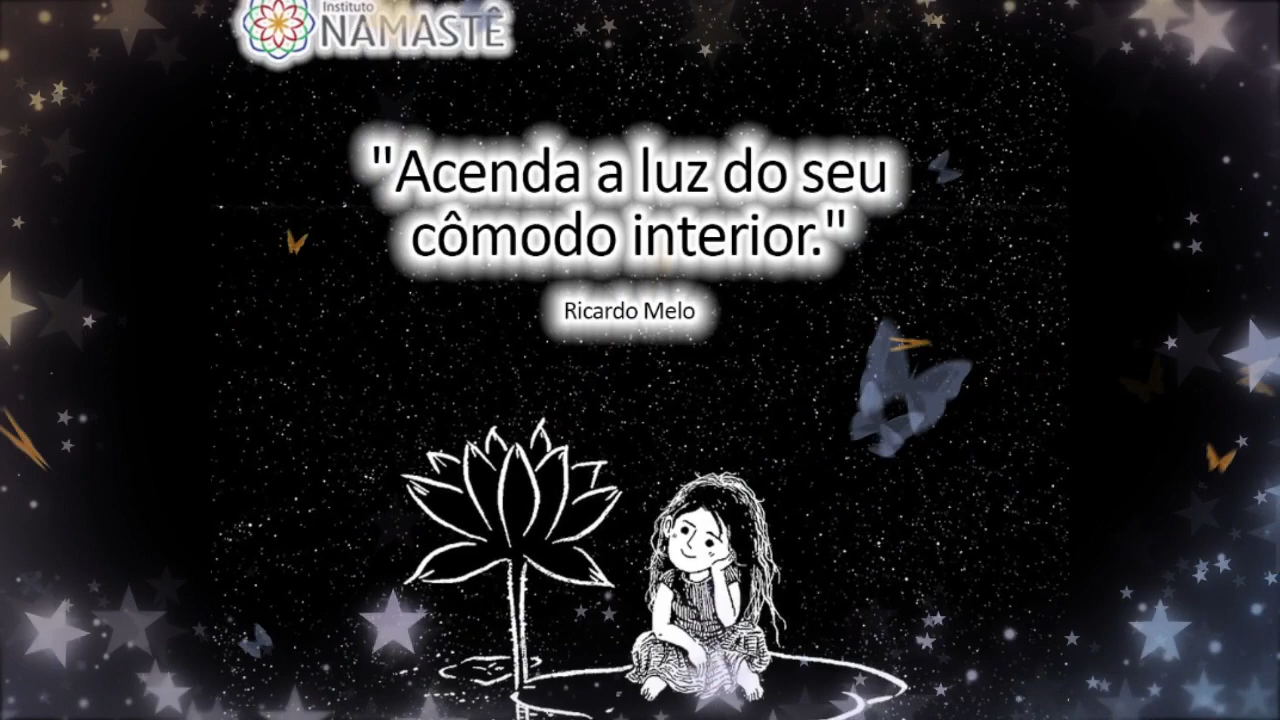 Instituto
NAMASTÊ
"Acenda a luz do seu
cômodo interior."
Ricardo Melo